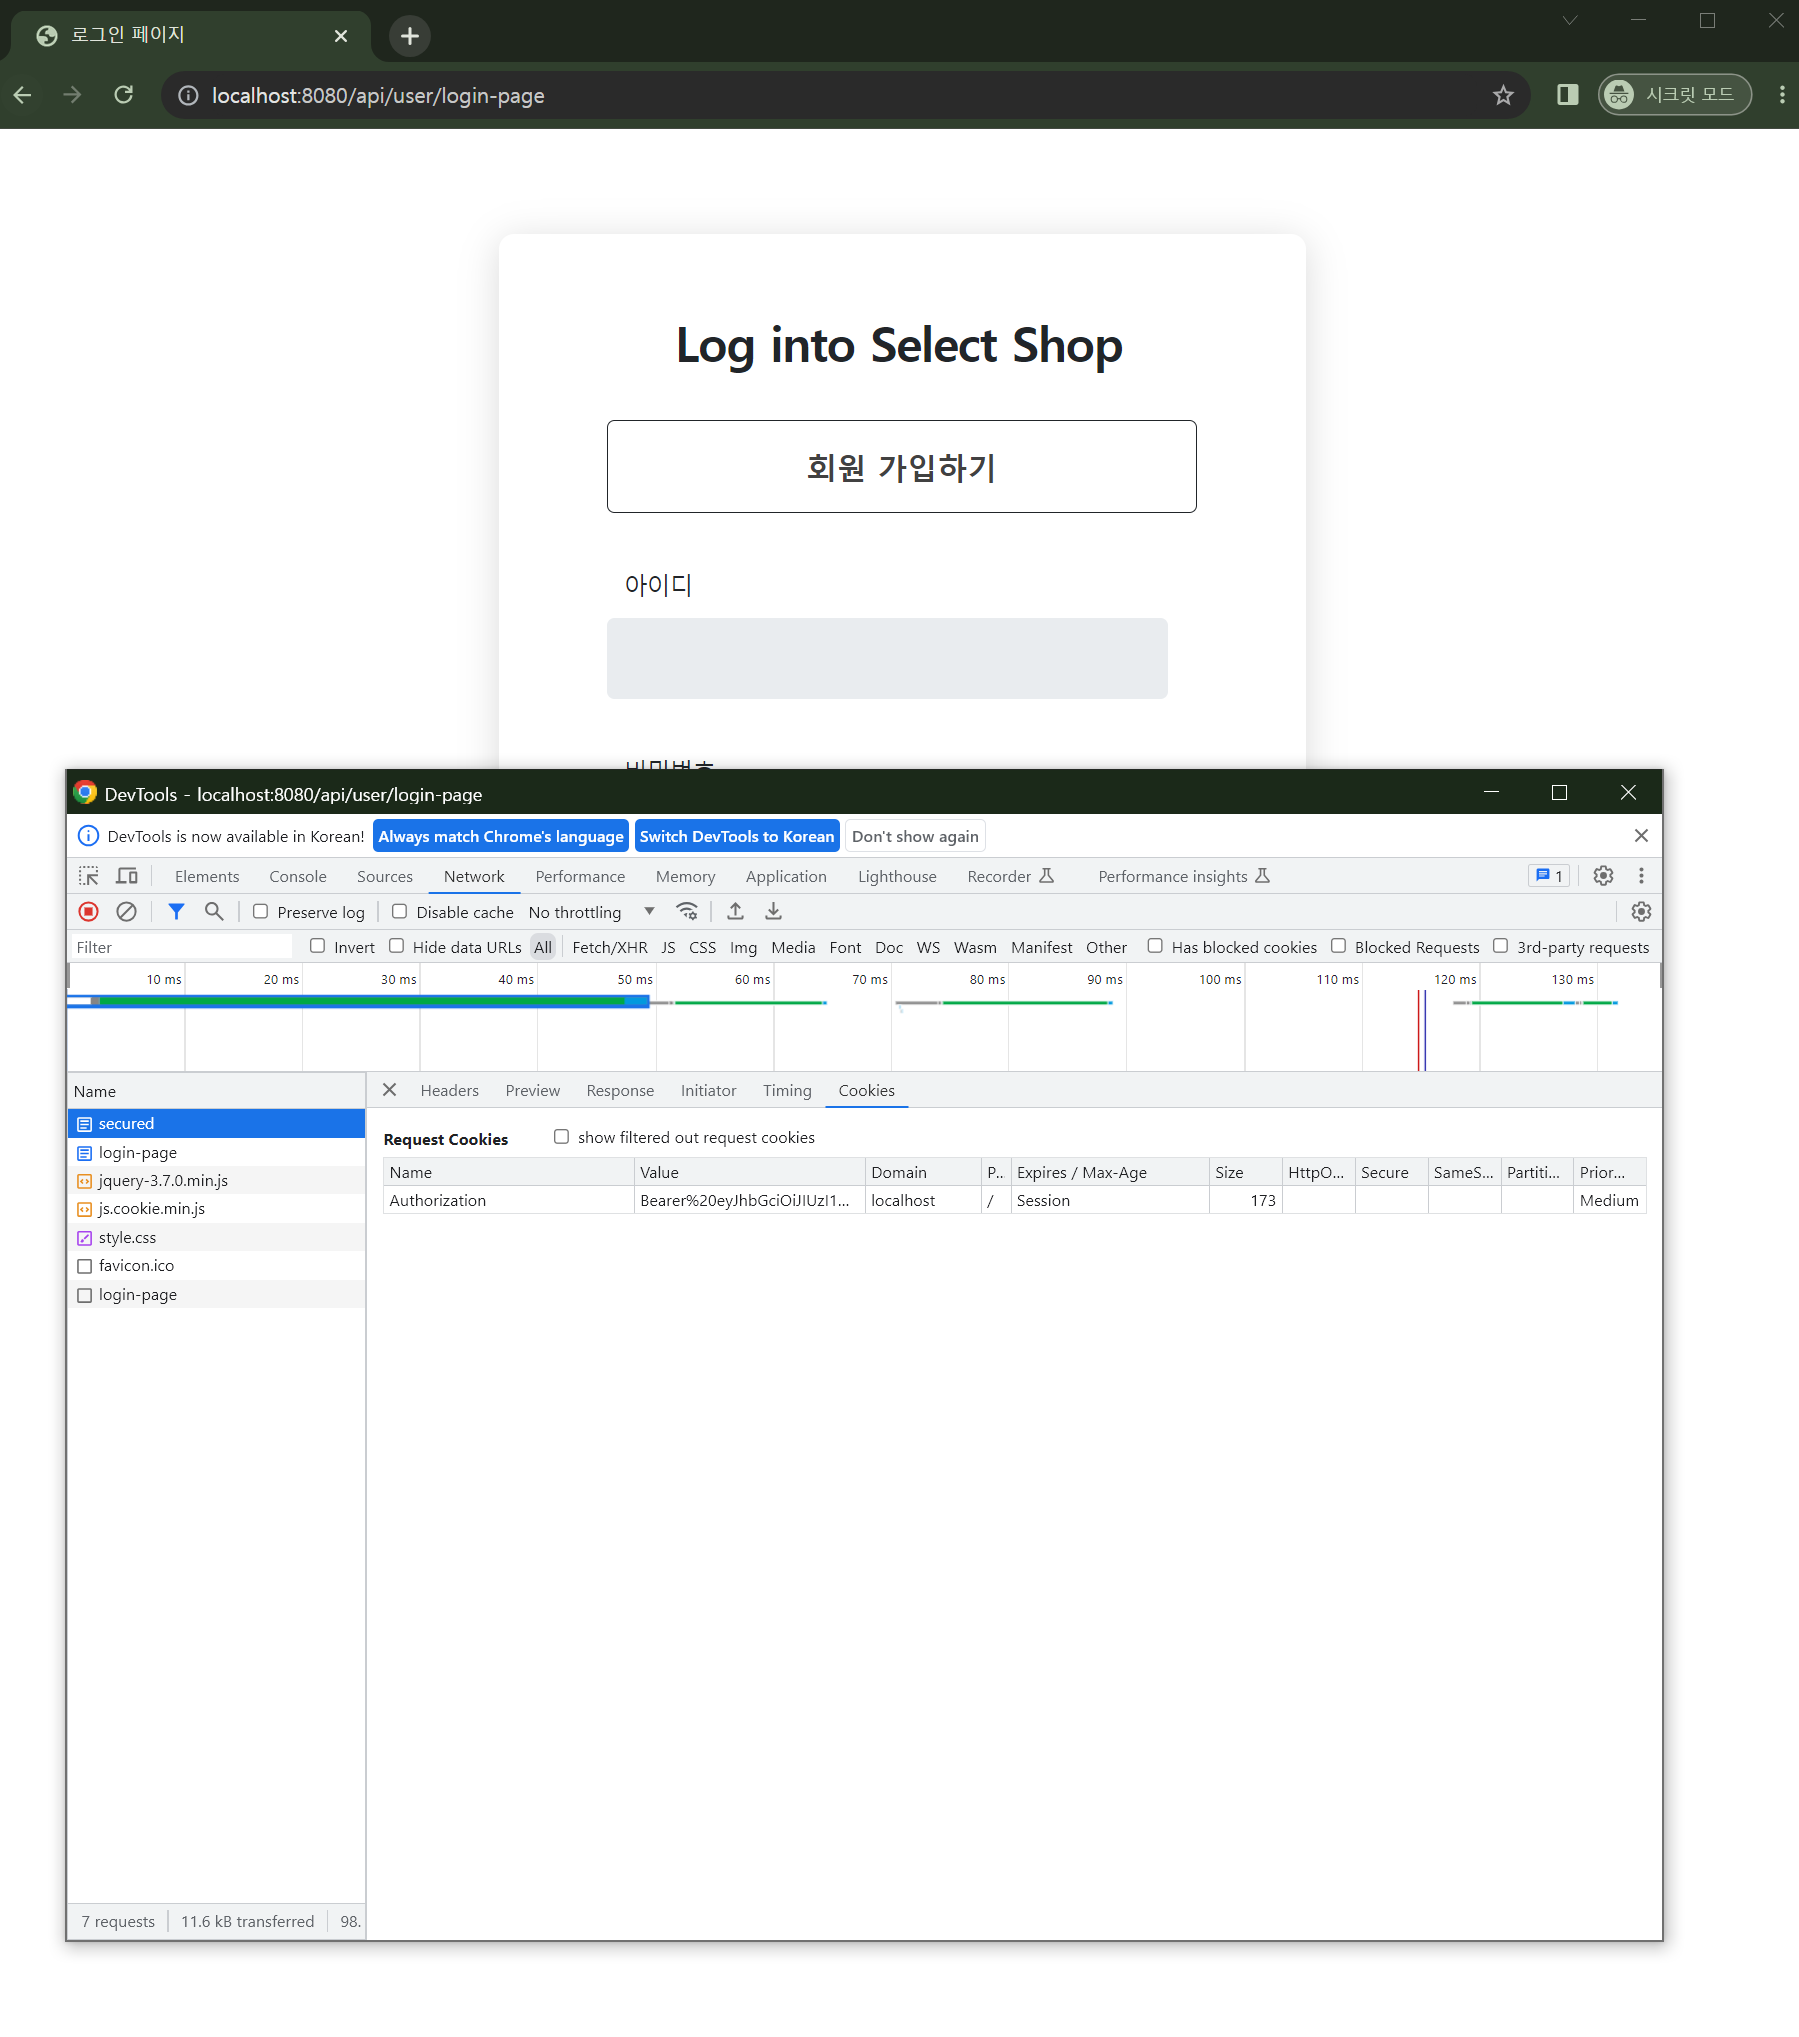 로그인 페이지
localhost:8080/api/user/login-page
시크릿 모드
Log into Select Shop
회원 가입하기
아이디
비밀번호
DevTools - localhost:8080/api/user/login-page
DevTools is now available in Korean! Always match Chrome's language Switch DevTools to Korean Don't show again
Elements Console Sources Network Performance Memory Application Lighthouse Recorder Performance insights 1
Preserve log Disable cache No throttling
Filter Invert Hide data URLs All Fetch/XHR JS CSS Img Media Font Doc WS Wasm Manifest Other Has blocked cookies Blocked Requests 3rd-party requests
10 ms 20 ms 30 ms 40 ms 50 ms 60 ms 70 ms 80 ms 90 ms 100 ms 110 ms 120 ms 130 ms
Name
secured
login-page
jquery-3.7.0.min.js
js.cookie.min.js
style.css
favicon.ico
login-page
7 requests 11.6 kB transferred 98.
Headers Preview Response Initiator Timing Cookies
Request Cookies show filtered out request cookies
Name Value Domain P... Expires / Max-Age Size HttpO... Secure SameS... Partiti... Prior...
Authorization Bearer%20eyJhbGciOiJIUzI1... localhost / Session 173 Medium